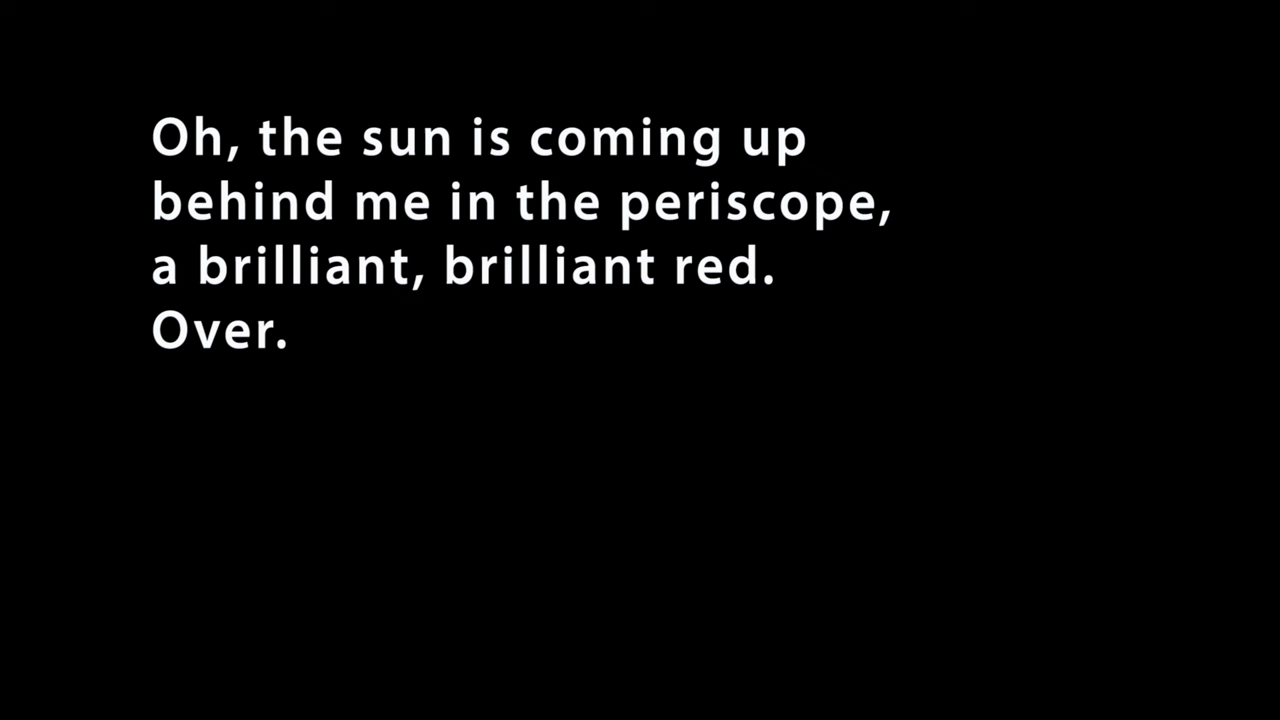 Oh, the sun is coming up
behind me in the periscope,
a brilliant, brilliant red.
Over.